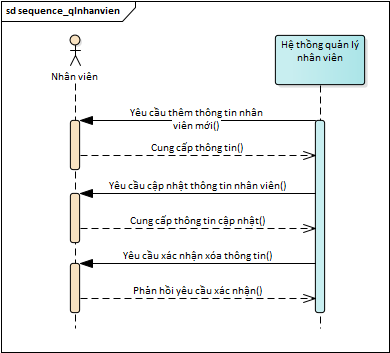 sd sequence_qlnhanvien
Nhân viên
Hệ thồng quản lý
nhân viên
Yêu cầu thêm thông tin nhân
viên mới()
Cung cấp thông tin()
Yêu cầu cập nhật thông tin nhân viên()
Cung cấp thông tin cập nhật()
Yêu cầu xác nhận xóa thông tin()
Phản hồi yêu cầu xác nhận()